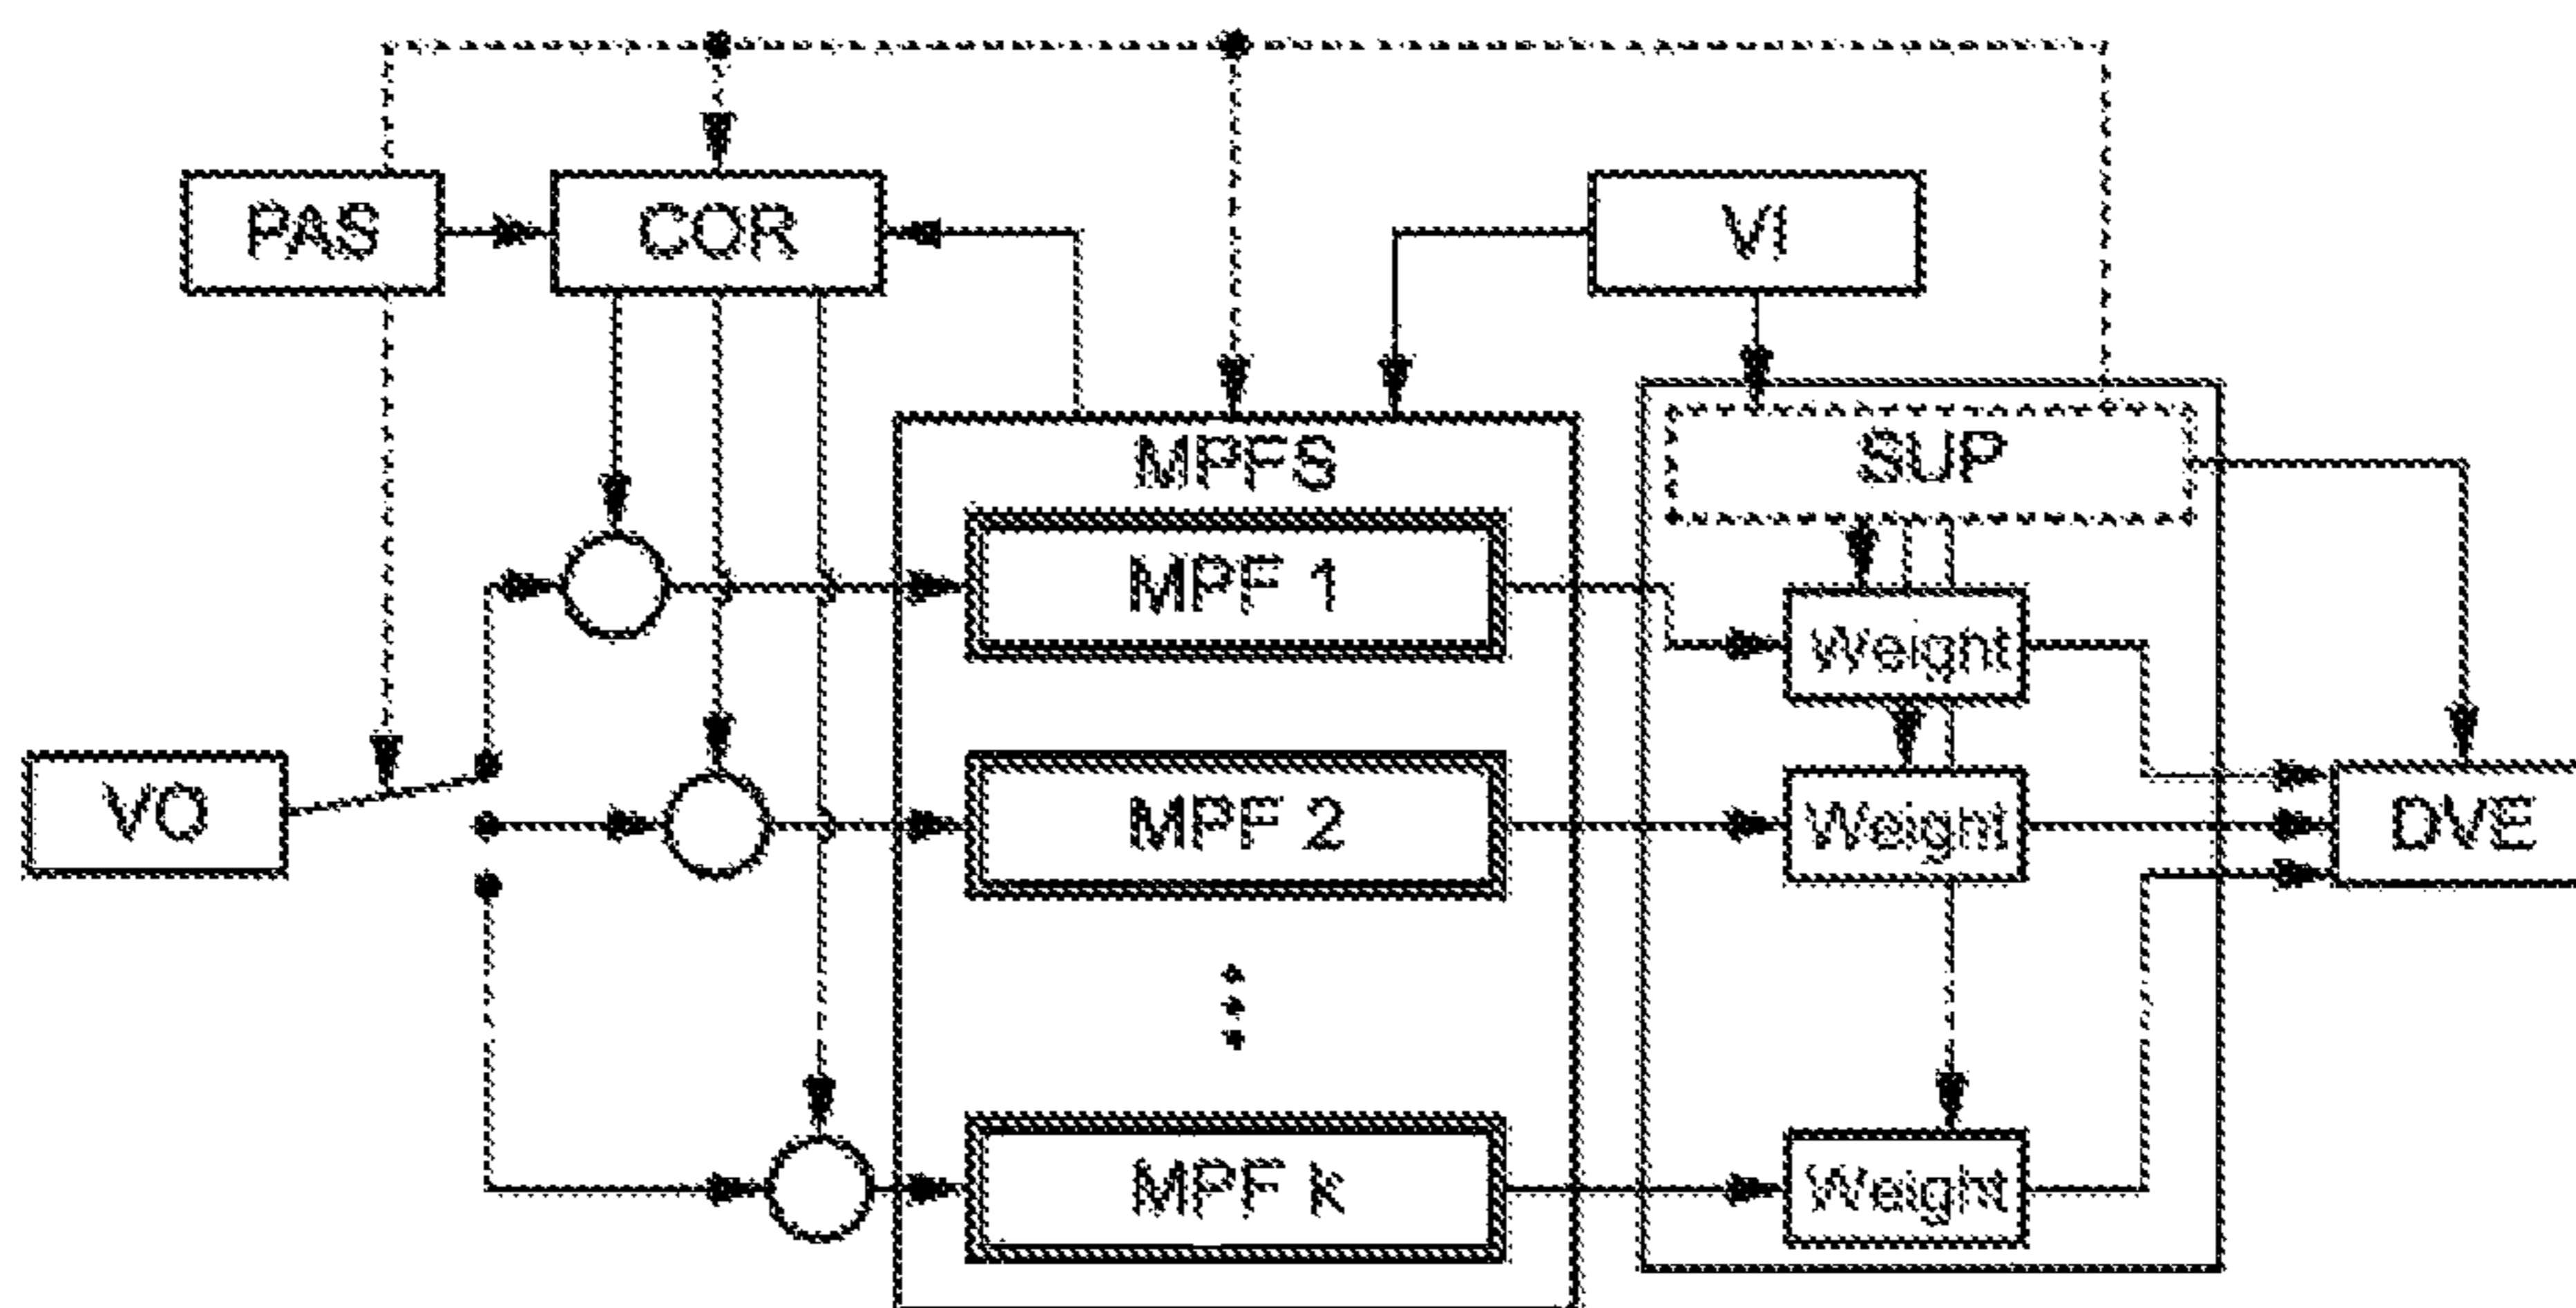 PAS
COR
VI
MPFS
SUP
MPF 1
Weight
VO
MPF 2
Weight
DVE
MPF k
Weight